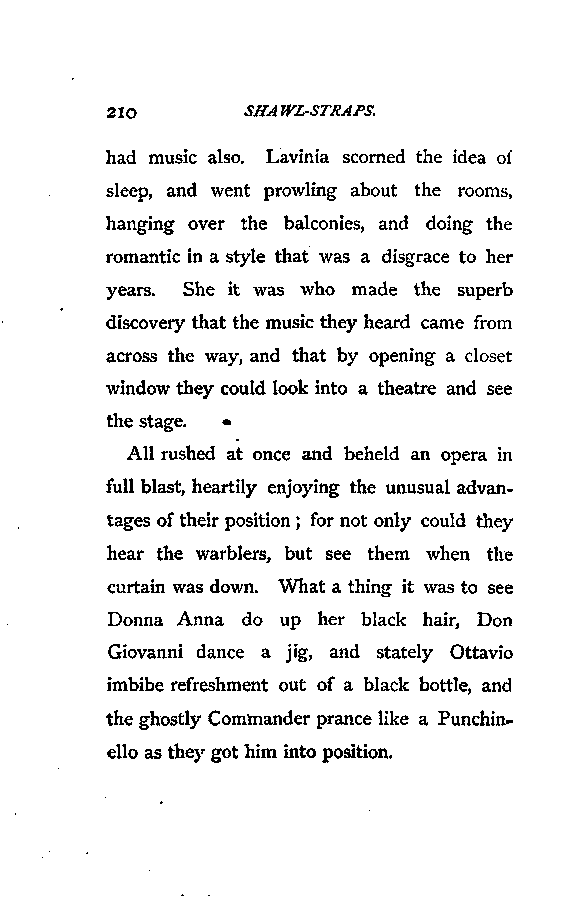 210 SHAWL-STRAPS.
had music also. Lavinia scorned the idea of
sleep, and went prowling about the rooms,
hanging over the balconies, and doing the
romantic in a style that was a disgrace to her
years. She it was who made the superb
discovery that the music they heard came from
across the way, and that by opening a closet
window they could look into a theatre and see
the stage.
All rushed at once and beheld an opera in
full blast, heartily enjoying the unusual advan-
tages of their position ; for not only could they
hear the warblers, but see them when the
curtain was down. What a thing it was to see
Donna Anna do up her black hair, Don
Giovanni dance a jig, and stately Ottavio
imbibe refreshment out of a black bottle, and
the ghostly Commander prance like a Punchin-
ello as they got him into position.